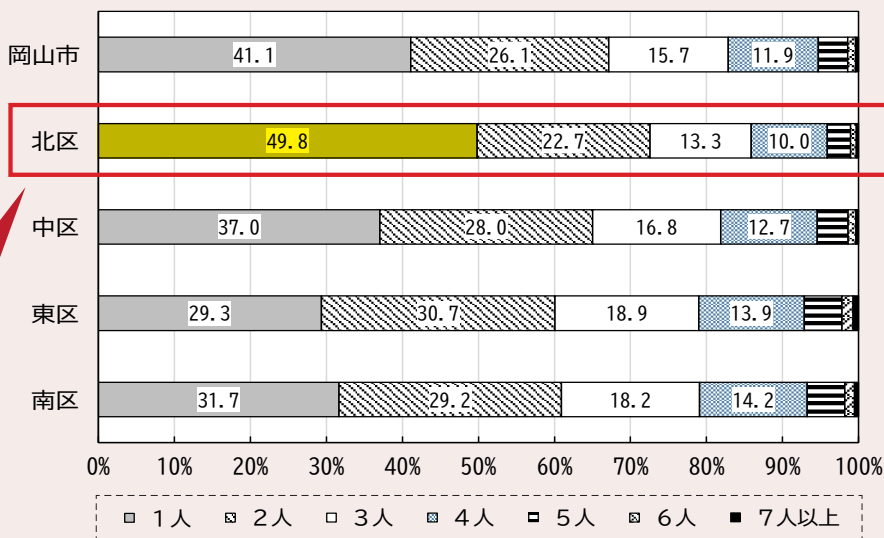 岡山市 41.1 26.1 15.7 11.9
北区 49.8 22.7 13.3 10.0
中区 37.0 28.0 16.8 12.7
東区 29.3 30.7 18.9 13.9
南区 31.7 29.2 18.2 14.2
0% 10% 20% 30% 40% 50% 60% 70% 80% 90% 100%
1人 2人 3人 4人 5人 6人 7人以上